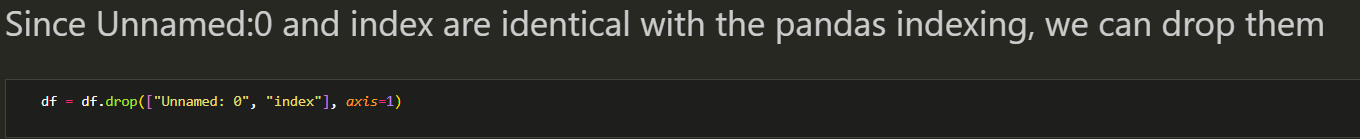 Since Unnamed:0 and index are identical with the pandas indexing, we can drop them
df = df.drop(["Unnamed: 0", "index"], axis=1)